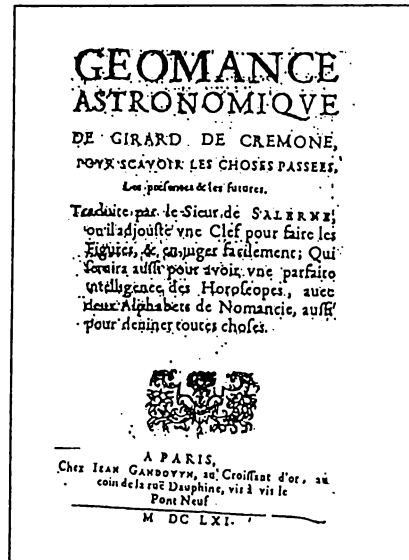 GEOMANCE
ASTRONOMIQVE
DE GIRARD DE CREMONE,
POVR SCAVOIR LES CHOSES PASSEES,
Les presentes & les futures.
Traduite par le Sieur de SALERNE,
où il adjouſte vne Clef pour faire les
Figures, & en juger facilement; Qui
ſeruira auſſi pour avoir vne parfaite
intelligence des Horoſcopes, auec
deux Alphabets de Nomancie, auſſi
pour deuiner toutes choſes.
A PARIS,
Chez IEAN GANDOVYN, au Croiſſant d'or, au
coin de la ruë Dauphine, vis à vis le
Pont Neuf
M DC LXI.